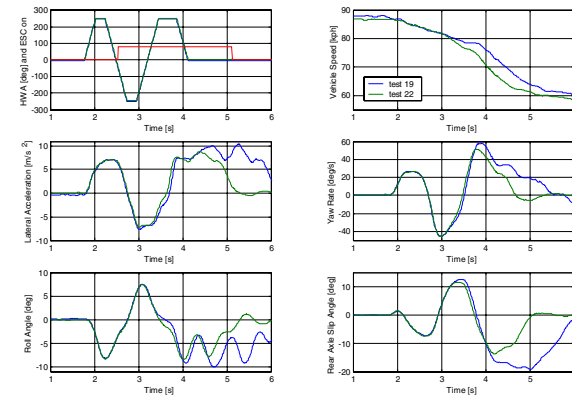 300
200
100
0
-100
-200
-300
HWA [deg] and ESC on
1 2 3 4 5 6
Time [s]
90
80
70
60
Vehicle Speed [kph]
test 19
test 22
1 2 3 4 5
Time [s]
10
5
0
-5
-10
Lateral Acceleration [m/s 2]
1 2 3 4 5 6
Time [s]
60
40
20
0
-20
-40
Yaw Rate [deg/s]
1 2 3 4 5
Time [s]
10
5
0
-5
-10
Roll Angle [deg]
1 2 3 4 5 6
Time [s]
10
0
-10
-20
Rear Axle Slip Angle [deg]
1 2 3 4 5
Time [s]